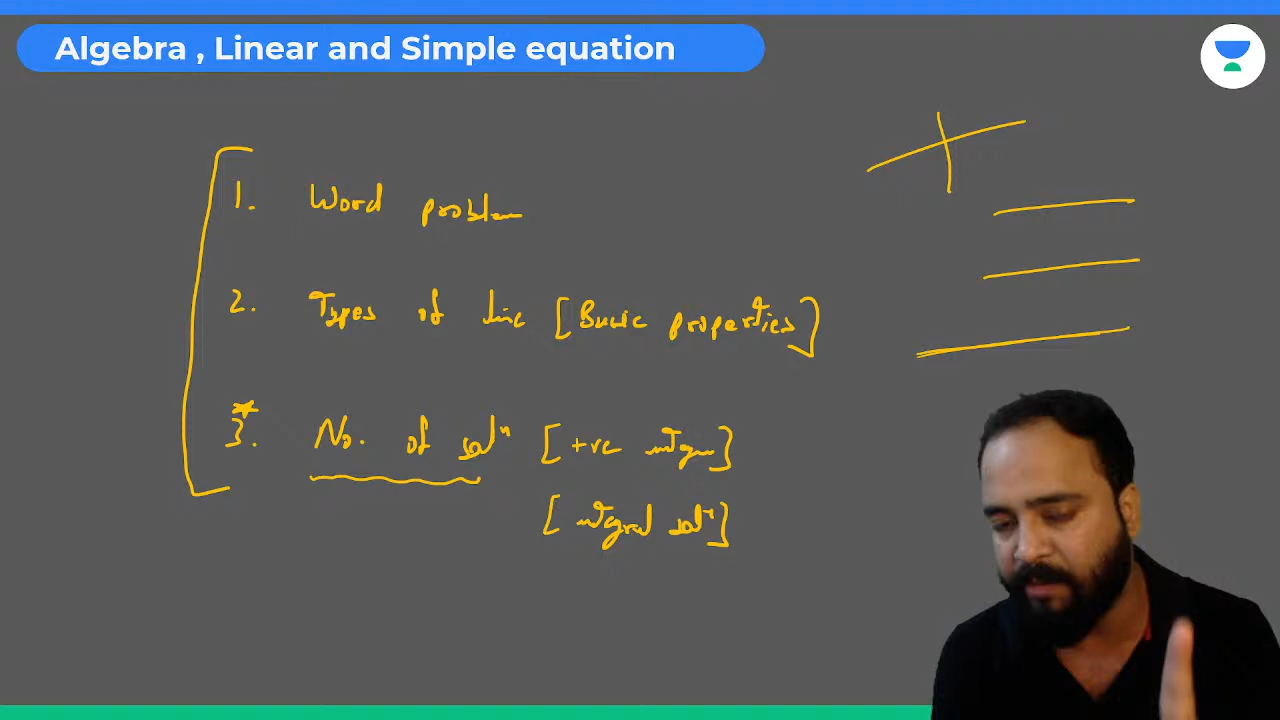 Algebra , Linear and Simple equation
1. Word problem
2. Types of line [Basic properties]
3. No. of solⁿ [+ve integer]
[integral solⁿ]